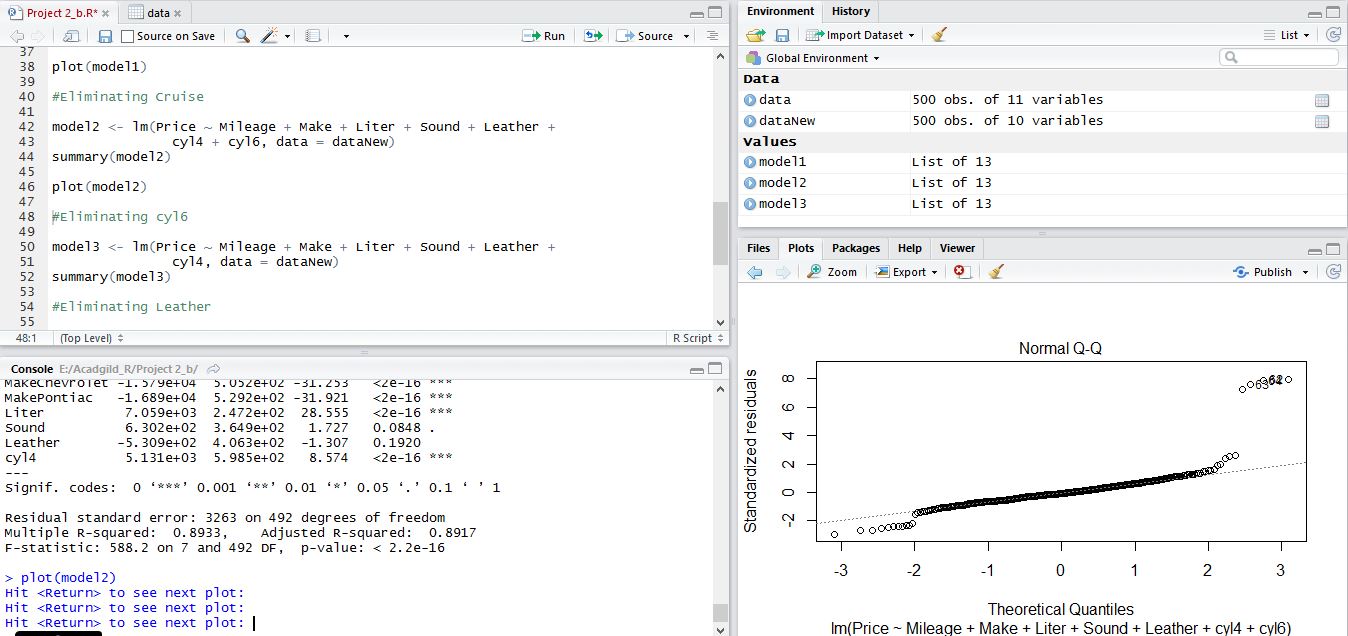 Project 2_b.R* ×
data ×
Source on Save
Run
Source
37
38 plot(model1)
39
40 #Eliminating Cruise
41
42 model2 <- lm(Price ~ Mileage + Make + Liter + Sound + Leather +
43 cyl4 + cyl6, data = dataNew)
44 summary(model2)
45
46 plot(model2)
47
48 #Eliminating cyl6
49
50 model3 <- lm(Price ~ Mileage + Make + Liter + Sound + Leather +
51 cyl4, data = dataNew)
52 summary(model3)
53
54 #Eliminating Leather
55
48:1 (Top Level) R Script
Console E:/Acadgild_R/Project 2_b/
MakeChevrolet -1.579e+04 5.052e+02 -31.253 <2e-16 ***
MakePontiac -1.689e+04 5.292e+02 -31.921 <2e-16 ***
Liter 7.059e+03 2.472e+02 28.555 <2e-16 ***
Sound 6.302e+02 3.649e+02 1.727 0.0848 .
Leather -5.309e+02 4.063e+02 -1.307 0.1920
cyl4 5.131e+03 5.985e+02 8.574 <2e-16 ***
---
Signif. codes: 0 ‘***’ 0.001 ‘**’ 0.01 ‘*’ 0.05 ‘.’ 0.1 ‘ ’ 1
Residual standard error: 3263 on 492 degrees of freedom
Multiple R-squared: 0.8933, Adjusted R-squared: 0.8917
F-statistic: 588.2 on 7 and 492 DF, p-value: < 2.2e-16
> plot(model2)
Hit <Return> to see next plot:
Hit <Return> to see next plot:
Hit <Return> to see next plot:
Environment History
Import Dataset
List
Global Environment
Data
data 500 obs. of 11 variables
dataNew 500 obs. of 10 variables
Values
model1 List of 13
model2 List of 13
model3 List of 13
Files Plots Packages Help Viewer
Zoom Export Publish
Normal Q-Q
Standardized residuals
8
6
4
2
0
-2
-3 -2 -1 0 1 2 3
Theoretical Quantiles
lm(Price ~ Mileage + Make + Liter + Sound + Leather + cyl4 + cyl6)